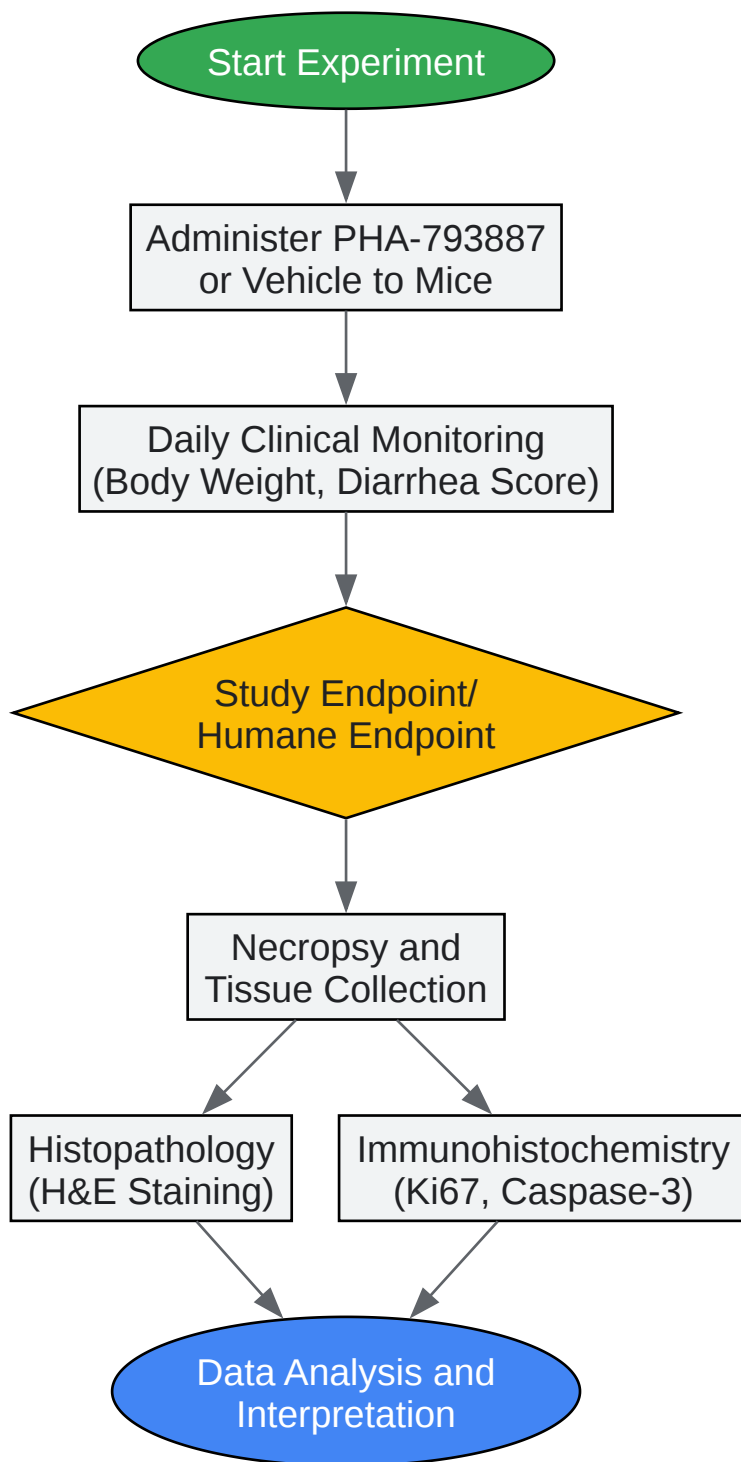 Start Experiment
Administer PHA-793887
or Vehicle to Mice
Daily Clinical Monitoring
(Body Weight, Diarrhea Score)
Study Endpoint/
Humane Endpoint
Necropsy and
Tissue Collection
Histopathology
(H&E Staining)
Immunohistochemistry
(Ki67, Caspase-3)
Data Analysis and
Interpretation